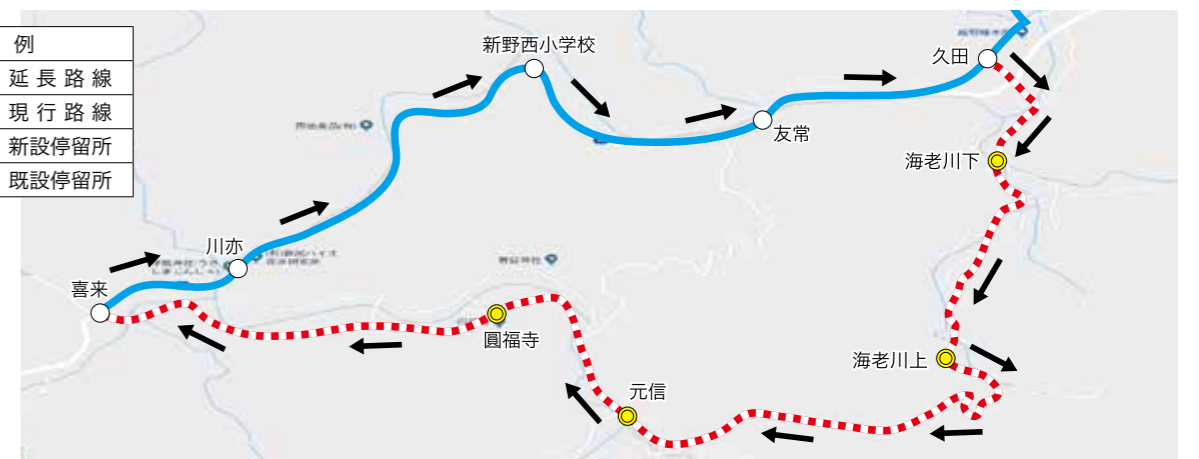 例
延長路線
現行路線
新設停留所
既設停留所
新野西小学校
久田
友常
海老川下
川亦
喜来
圓福寺
海老川上
元信